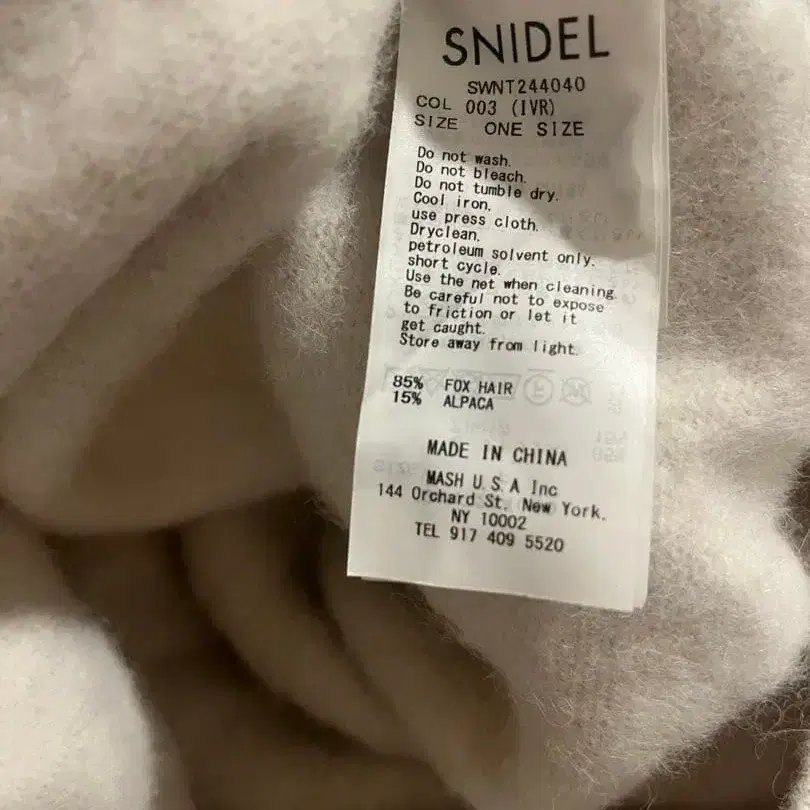 SNIDEL
SWNT244040
COL 003 (IVR)
SIZE ONE SIZE
Do not wash.
Do not bleach.
Do not tumble dry.
Cool iron.
use press cloth.
Dryclean.
petroleum solvent only.
short cycle.
Use the net when cleaning.
Be careful not to expose
to friction or let it
get caught.
Store away from light.
85% FOX HAIR
15% ALPACA
MADE IN CHINA
MASH U.S.A Inc
144 Orchard St. New York.
NY 10002
TEL 917 409 5520